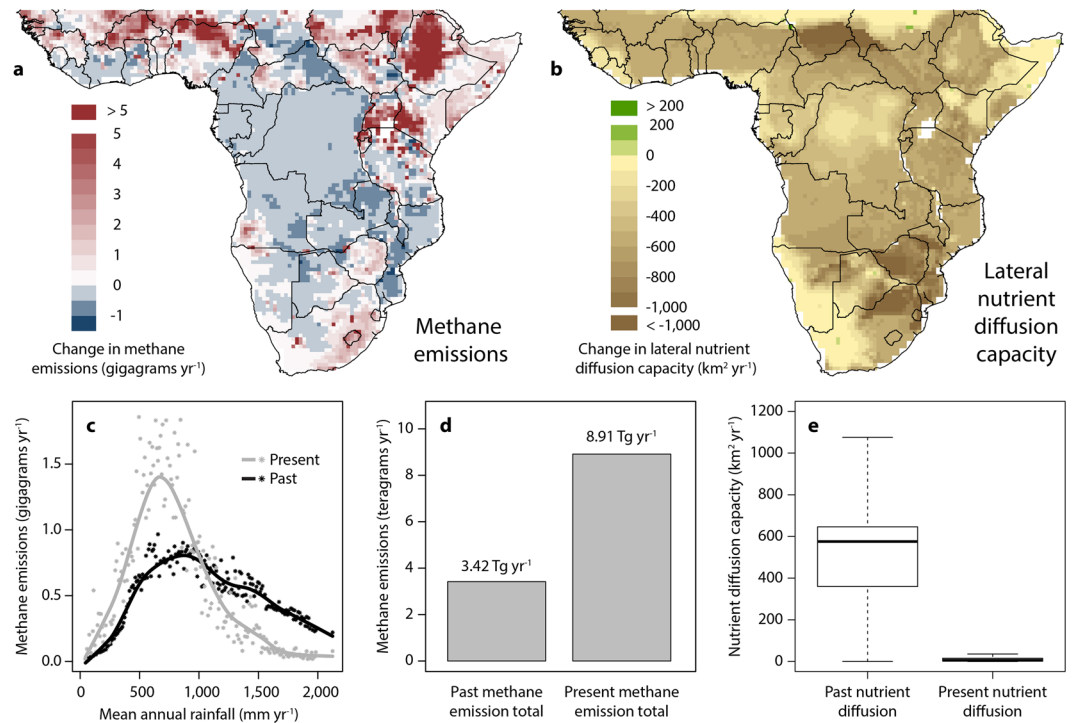 a
> 5
5
4
3
2
1
0
-1
Change in methane
emissions (gigagrams yr-1)
Methane
emissions
b
> 200
200
0
-200
-400
-600
-800
-1,000
< -1,000
Change in lateral nutrient
diffusion capacity (km2 yr-1)
Lateral
nutrient
diffusion
capacity
c
Methane emissions (gigagrams yr-1)
1.5
1.0
0.5
0.0
Present
Past
0 500 1,000 1,500 2,000
Mean annual rainfall (mm yr-1)
d
Methane emissions (teragrams yr-1)
10
8
6
4
2
0
8.91 Tg yr-1
3.42 Tg yr-1
Past methane
emission total
Present methane
emission total
e
Nutrient diffusion capacity (km2 yr-1)
1200
1000
800
600
400
200
0
Past nutrient
diffusion
Present nutrient
diffusion